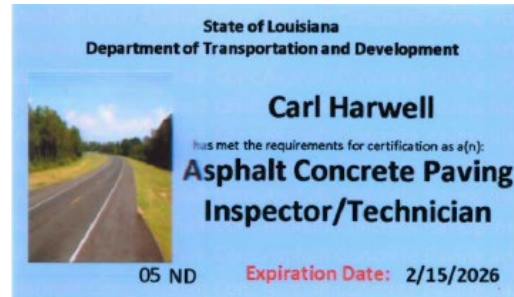 State of Louisiana
Department of Transportation and Development
Carl Harwell
has met the requirements for certification as a(n):
Asphalt Concrete Paving
Inspector/Technician
05 ND
Expiration Date: 2/15/2026